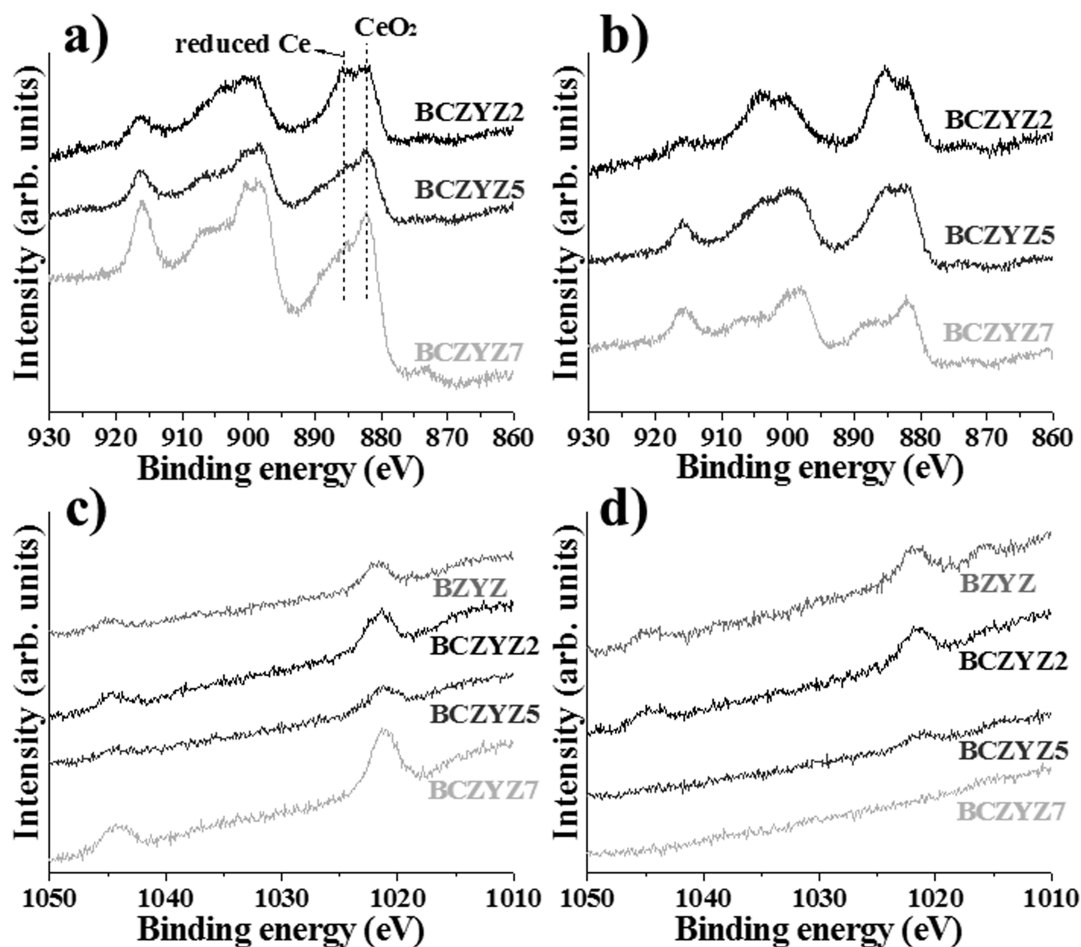 a)
reduced Ce
CeO₂
BCZYZ2
BCZYZ5
BCZYZ7
Intensity (arb. units)
930 920 910 900 890 880 870 860
Binding energy (eV)
b)
BCZYZ2
BCZYZ5
BCZYZ7
Intensity (arb. units)
930 920 910 900 890 880 870 860
Binding energy (eV)
c)
BZYZ
BCZYZ2
BCZYZ5
BCZYZ7
Intensity (arb. units)
1050 1040 1030 1020 1010
Binding energy (eV)
d)
BZYZ
BCZYZ2
BCZYZ5
BCZYZ7
Intensity (arb. units)
1050 1040 1030 1020 1010
Binding energy (eV)